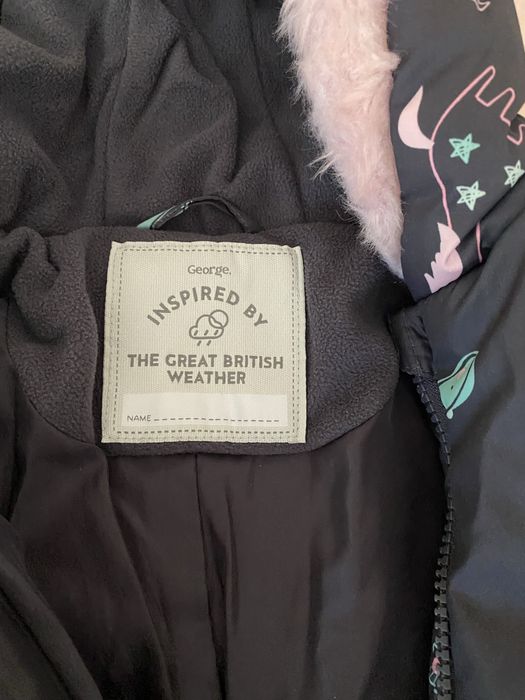 George.
INSPIRED BY
THE GREAT BRITISH
WEATHER
NAME